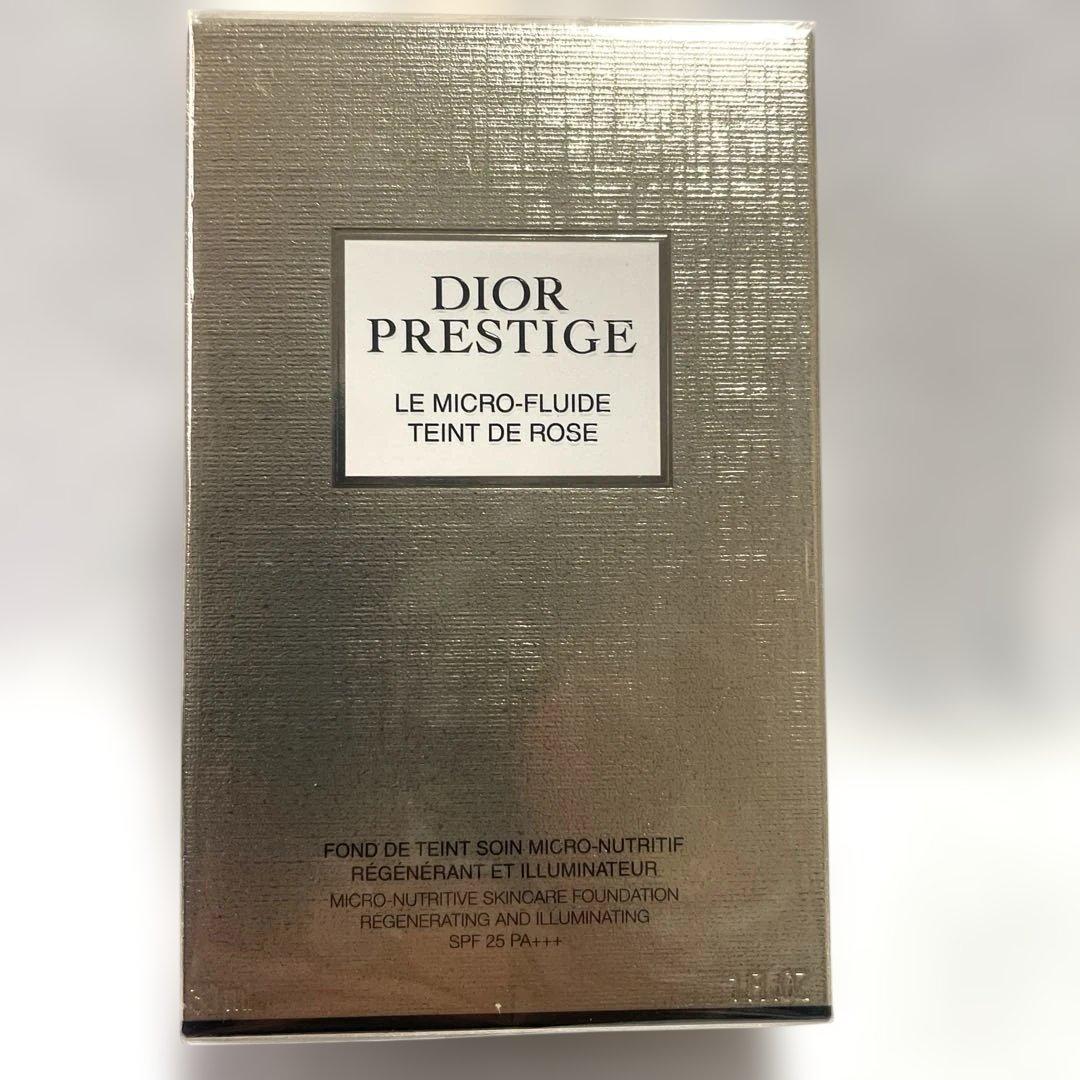 DIOR
PRESTIGE
LE MICRO-FLUIDE
TEINT DE ROSE
FOND DE TEINT SOIN MICRO-NUTRITIF
RÉGÉNÉRANT ET ILLUMINATEUR
MICRO-NUTRITIVE SKINCARE FOUNDATION
REGENERATING AND ILLUMINATING
SPF 25 PA+++